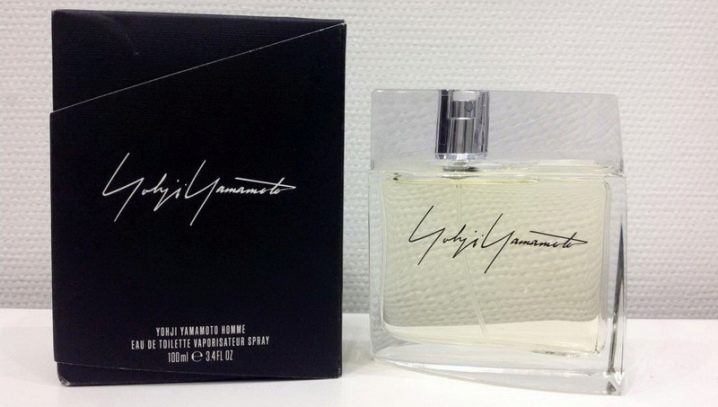 Yohji Yamamoto
YOHJI YAMAMOTO HOMME
EAU DE TOILETTE VAPORISATEUR SPRAY
100ml ℮ 3.4FL OZ
Yohji Yamamoto